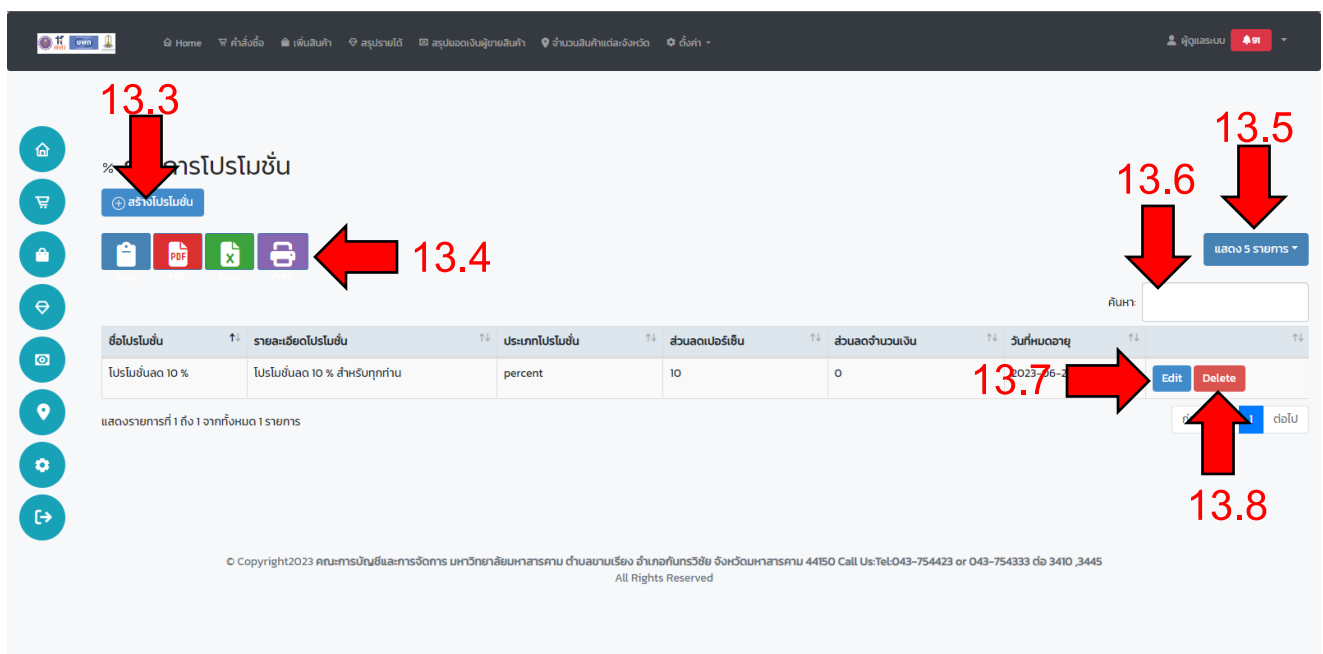 บพท Home คำสั่งซื้อ เพิ่มสินค้า สรุปรายได้ สรุปยอดเงินผู้ขายสินค้า จำนวนสินค้าแต่ละจังหวัด ตั้งค่า ผู้ดูแลระบบ 91
13.3
13.5
% การโปรโมชั่น
13.6
สร้างโปรโมชั่น
PDF X 13.4 แสดง 5 รายการ
ค้นหา:
ชื่อโปรโมชั่น รายละเอียดโปรโมชั่น ประเภทโปรโมชั่น ส่วนลดเปอร์เซ็น ส่วนลดจำนวนเงิน วันที่หมดอายุ
โปรโมชั่นลด 10 % โปรโมชั่นลด 10 % สำหรับทุกท่าน percent 10 0 2023-06-2 Edit Delete
13.7
แสดงรายการที่ 1 ถึง 1 จากทั้งหมด 1 รายการ 1 ต่อไป
13.8
© Copyright2023 คณะการบัญชีและการจัดการ มหาวิทยาลัยมหาสารคาม ตำบลขามเรียง อำเภอกันทรวิชัย จังหวัดมหาสารคาม 44150 Call Us:Tel:043-754423 or 043-754333 ต่อ 3410 ,3445
All Rights Reserved